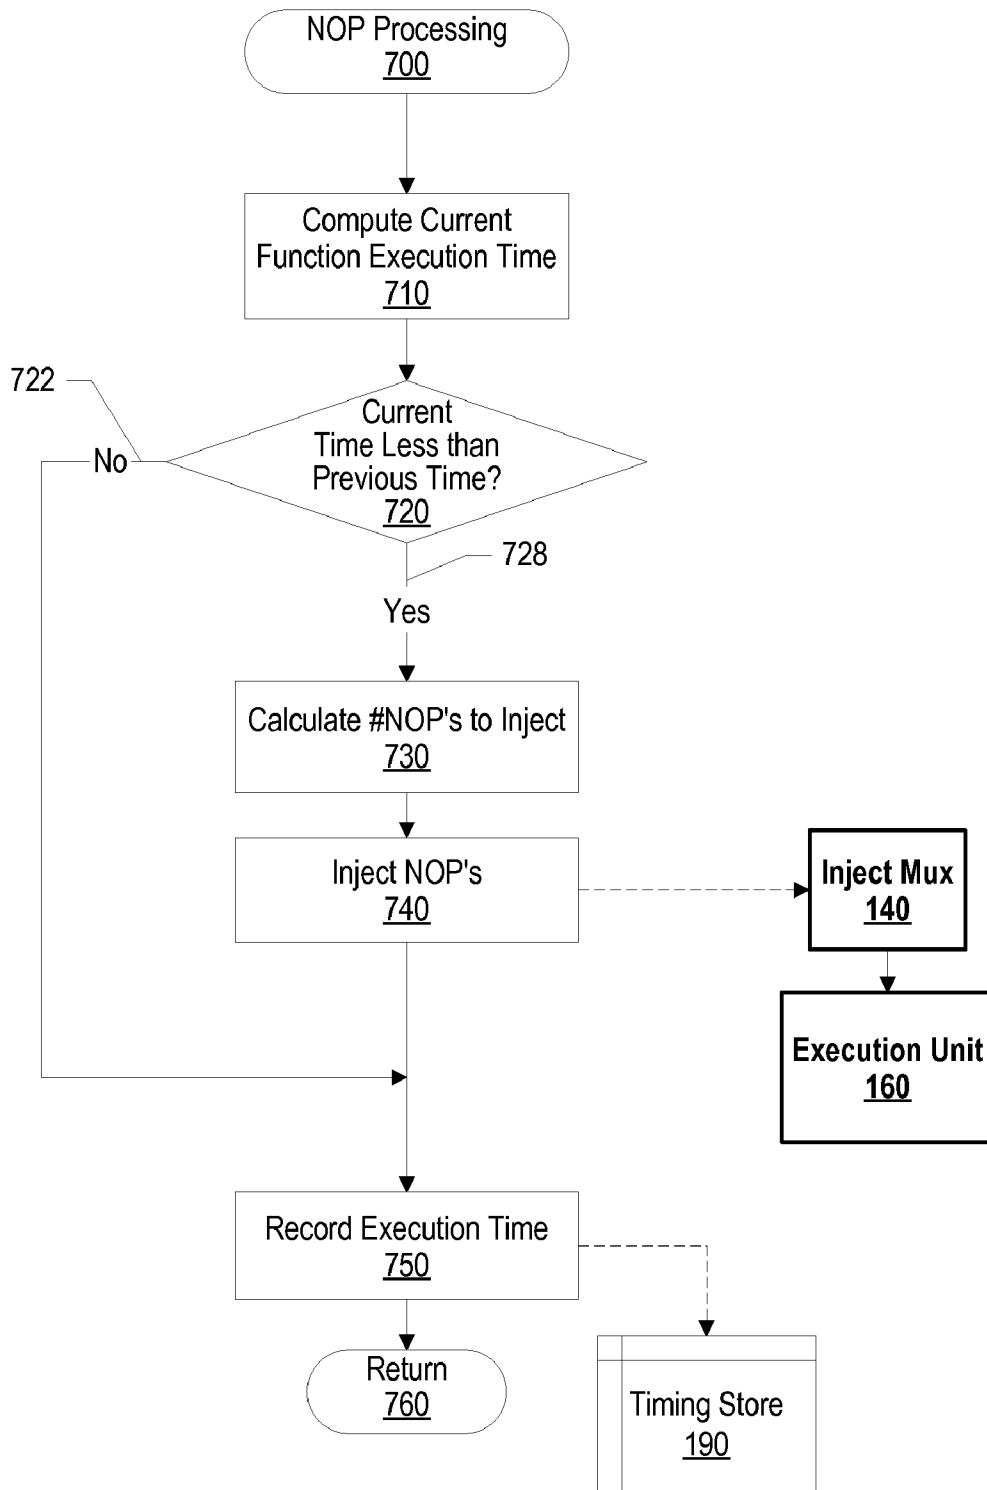 NOP Processing
700
Compute Current
Function Execution Time
710
722
Current
Time Less than
Previous Time?
720
No
728
Yes
Calculate #NOP's to Inject
730
Inject NOP's
740
Inject Mux
140
Execution Unit
160
Record Execution Time
750
Return
760
Timing Store
190